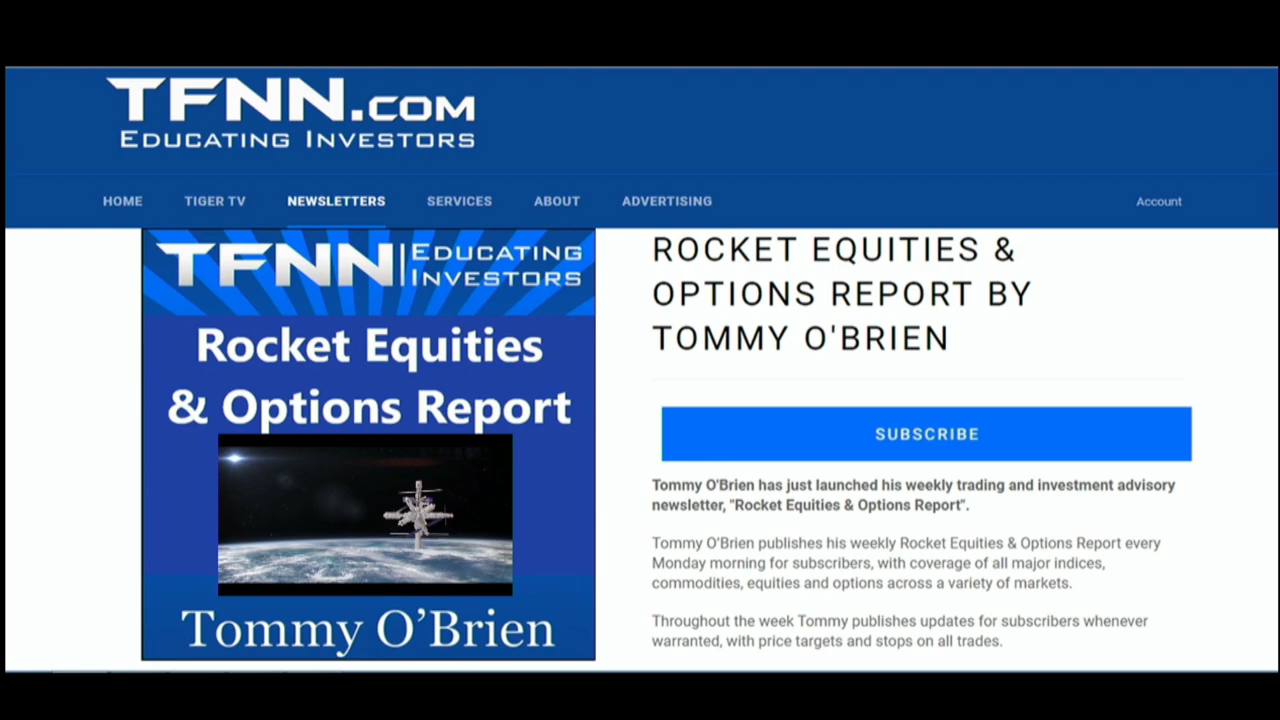 TFNN.COM
EDUCATING INVESTORS
HOME TIGER TV NEWSLETTERS SERVICES ABOUT ADVERTISING Account
TFNN EDUCATING
INVESTORS
Rocket Equities
& Options Report
Tommy O’Brien
ROCKET EQUITIES &
OPTIONS REPORT BY
TOMMY O'BRIEN
SUBSCRIBE
Tommy O'Brien has just launched his weekly trading and investment advisory
newsletter, "Rocket Equities & Options Report".
Tommy O'Brien publishes his weekly Rocket Equities & Options Report every
Monday morning for subscribers, with coverage of all major indices,
commodities, equities and options across a variety of markets.
Throughout the week Tommy publishes updates for subscribers whenever
warranted, with price targets and stops on all trades.